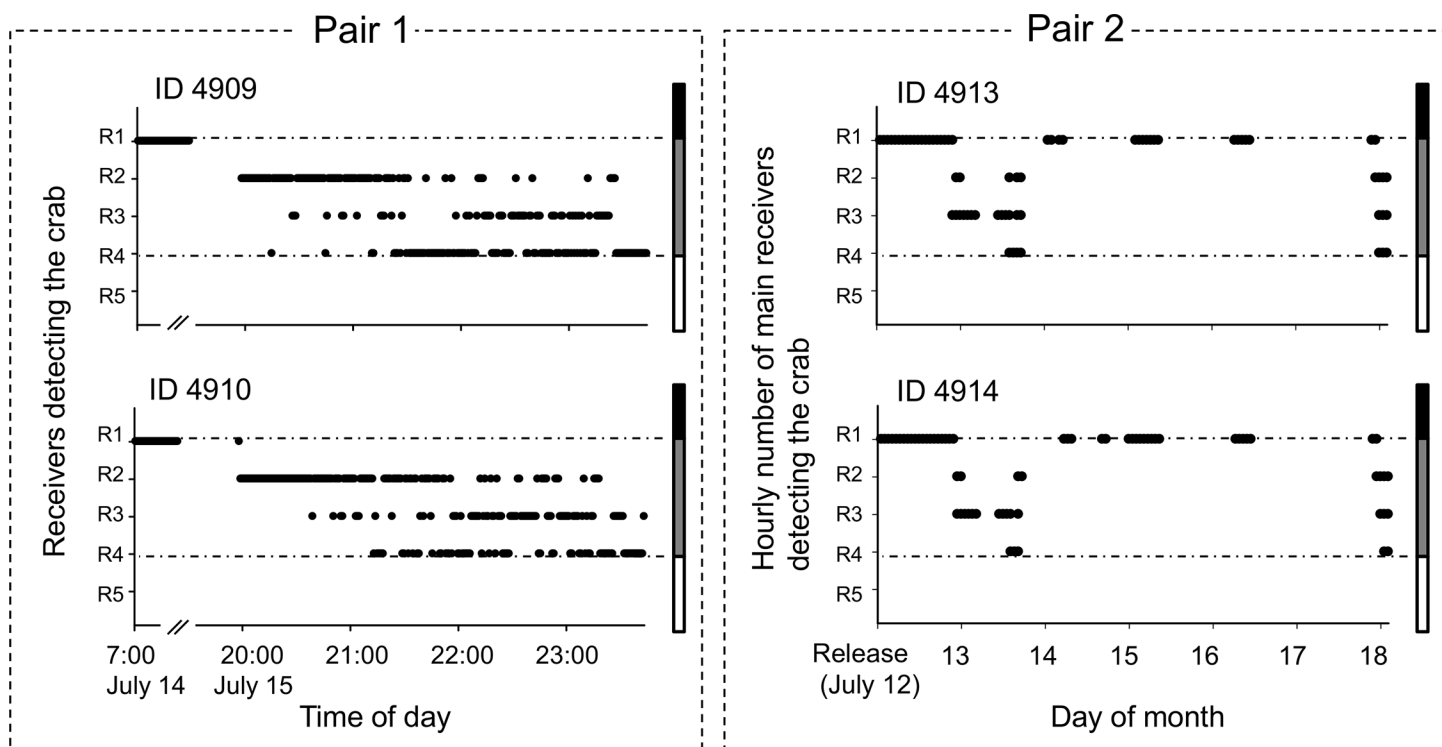 Pair 1
Receivers detecting the crab
ID 4909
R1
R2
R3
R4
R5
ID 4910
R1
R2
R3
R4
R5
7:00 20:00 21:00 22:00 23:00
July 14 July 15
Time of day
Pair 2
Hourly number of main receivers
detecting the crab
ID 4913
R1
R2
R3
R4
R5
ID 4914
R1
R2
R3
R4
R5
Release 13 14 15 16 17 18
(July 12)
Day of month